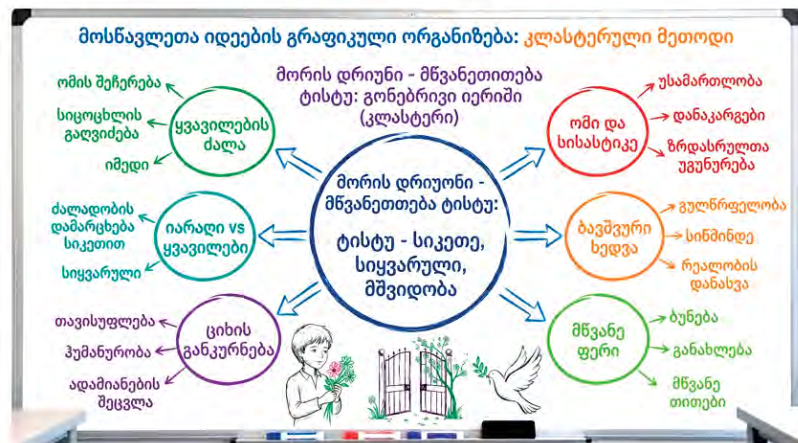 მოსწავლეთა იდეების გრაფიკული ორგანიზება: კლასტერული მეთოდი
მორის დრიუნი - მწვანეთითება
ტისტუ: გონებრივი იერიში
(კლასტერი)
ომის შეჩერება
სიცოცხლის
გაღვიძება
იმედი
ყვავილების
ძალა
ძალადობის
დამარცხება
სიკეთით
სიყვარული
იარაღი vs
ყვავილები
თავისუფლება
ჰუმანურობა
ადამიანების
შეცვლა
ციხის
განკურნება
მორის დრიუონი -
მწვანეთთება ტისტუ:
ტისტუ - სიკეთე,
სიყვარული,
მშვიდობა
ომი და
სისასტიკე
უსამართლობა
დანაკარგები
ზრდასრულთა
უგუნურება
ბავშვური
ხედვა
გულწრფელობა
სიწმინდე
რეალობის
დანახვა
მწვანე
ფერი
ბუნება
განახლება
მწვანე
თითები